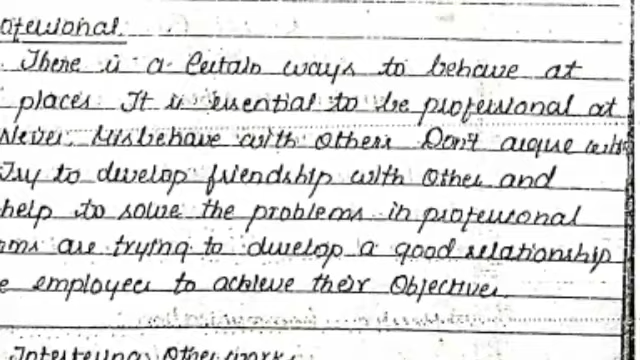 ofessional.
There is a Certain ways to behave at
places It is essential to be professional at
Never Misbehave with Others Don't argue with
Try to develop friendship with Other and
help to solve the problems in professional
oms are trying to develop a good relationship
e employees to achieve their Objectives.
Interfering Other work